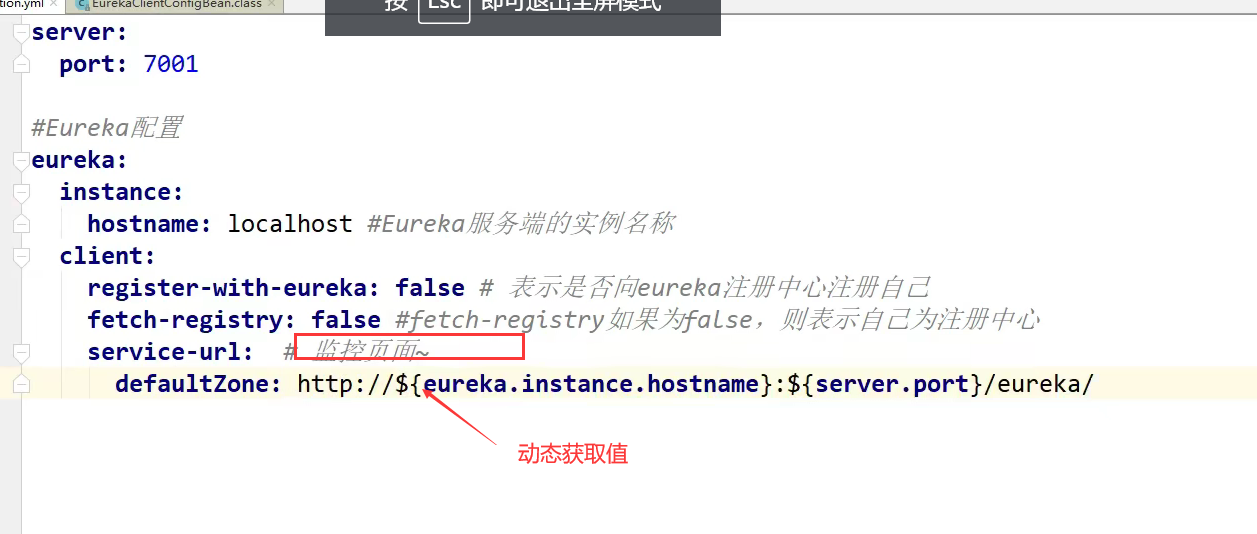 tion.yml EurekaClientConfigBean.class
按 Esc 即可退出全屏模式
server:
port: 7001
#Eureka配置
eureka:
instance:
hostname: localhost #Eureka服务端的实例名称
client:
register-with-eureka: false # 表示是否向eureka注册中心注册自己
fetch-registry: false #fetch-registry如果为false，则表示自己为注册中心
service-url: # 监控页面~
defaultZone: http://${eureka.instance.hostname}:${server.port}/eureka/
动态获取值